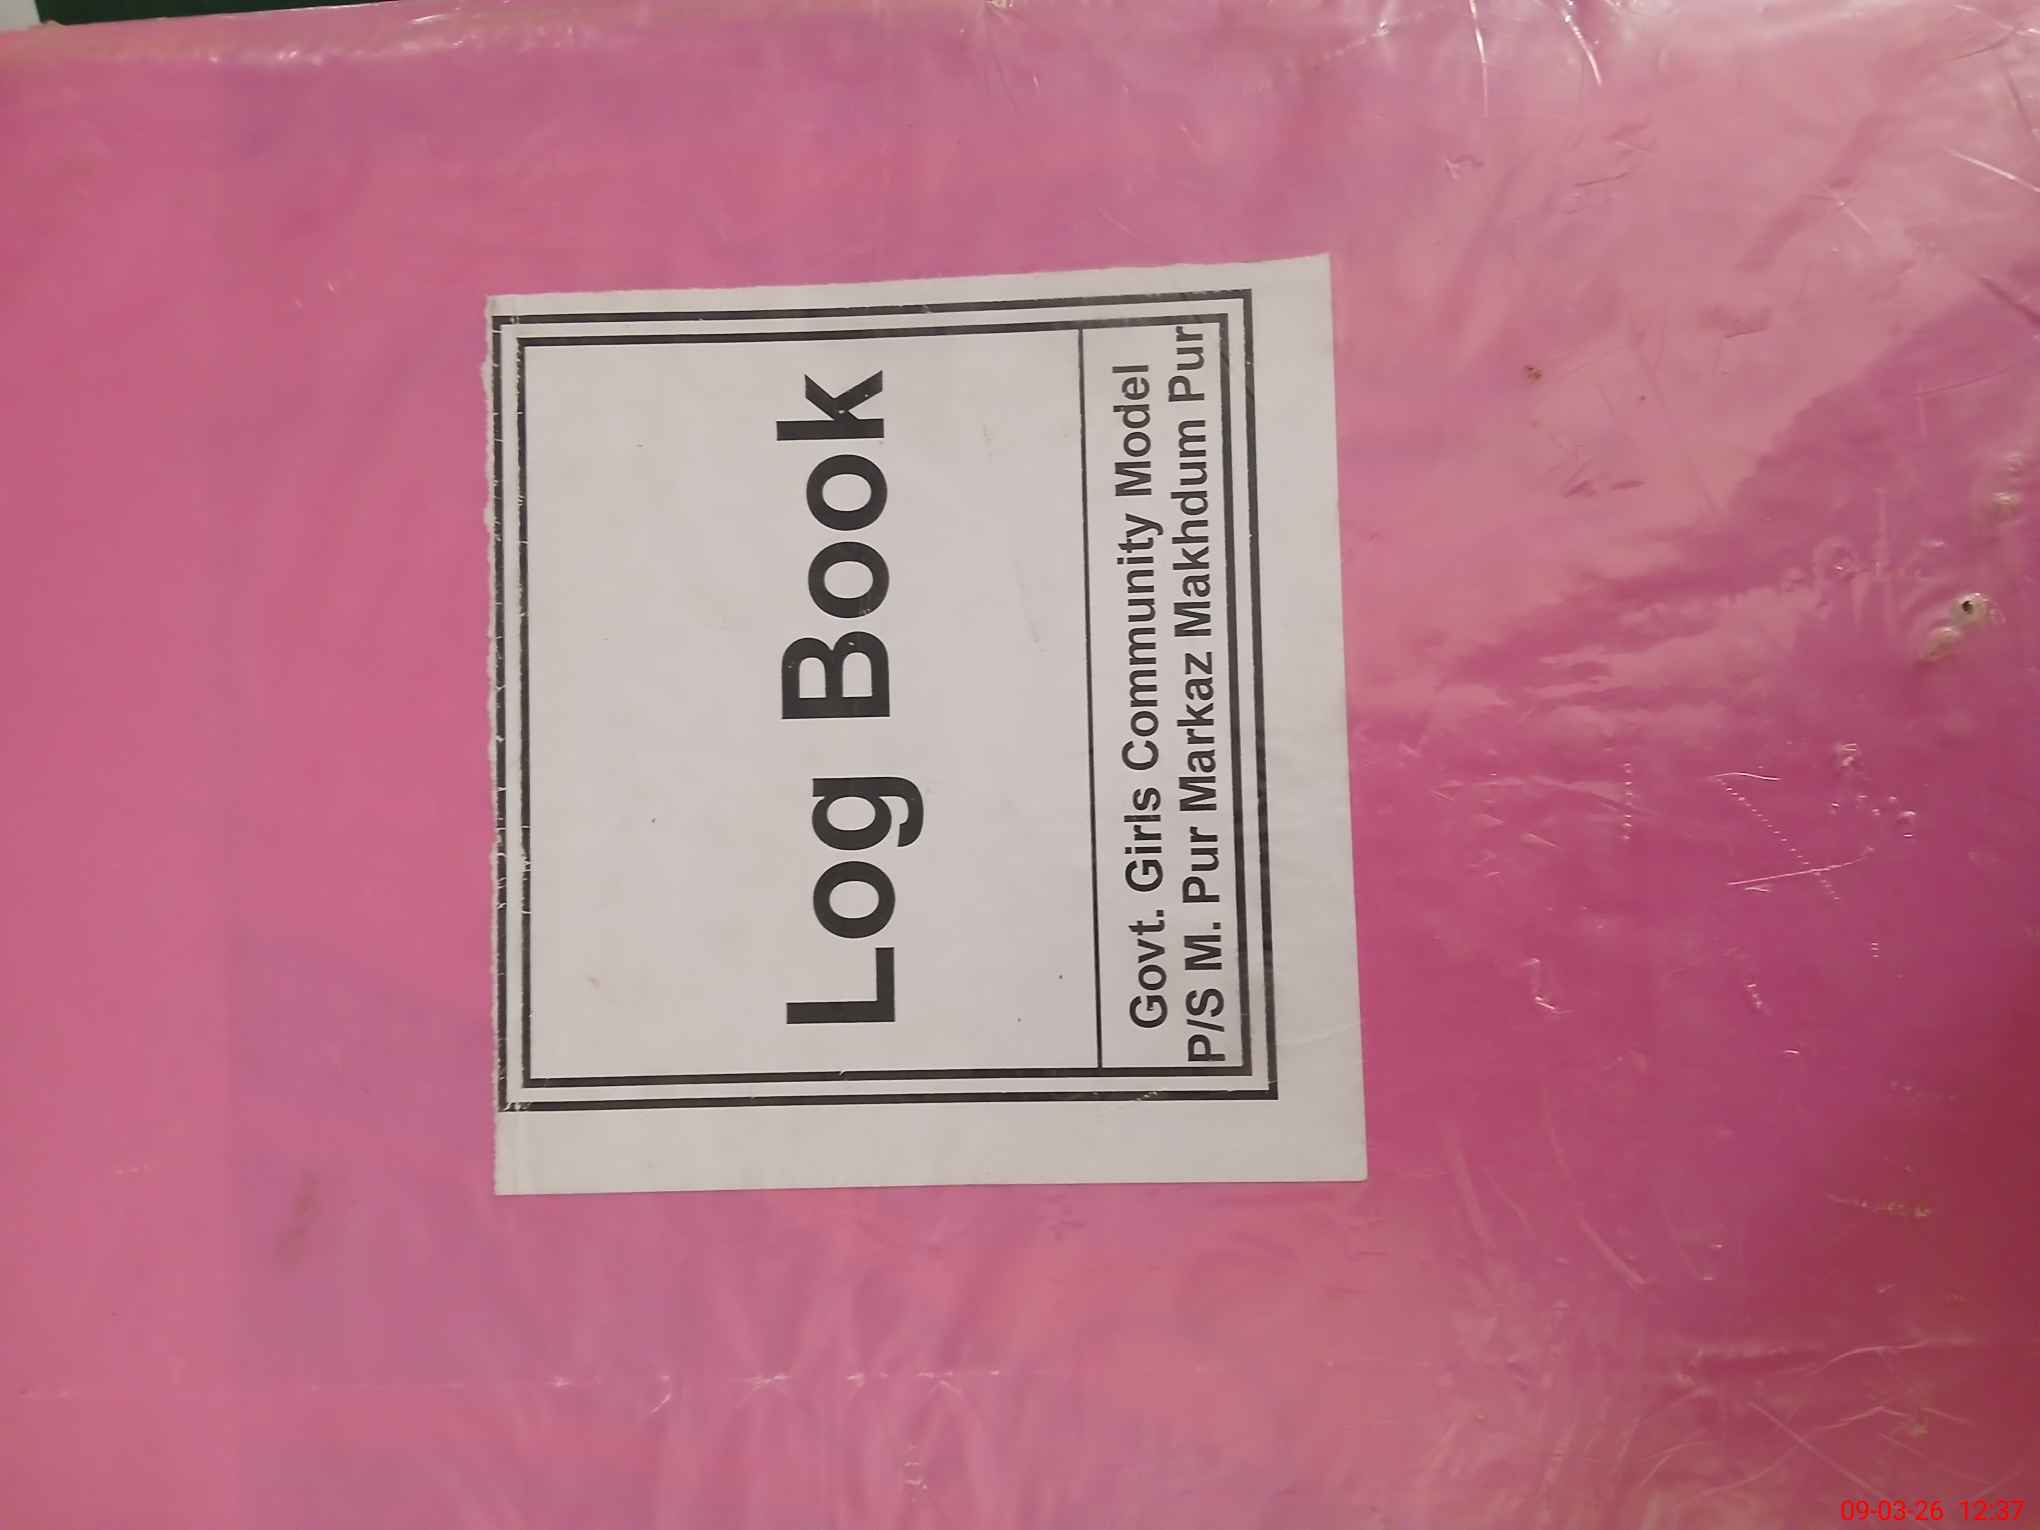 Log Book
Govt. Girls Community Model
P/S M. Pur Markaz Makhdum Pur
09-03-26 12:37